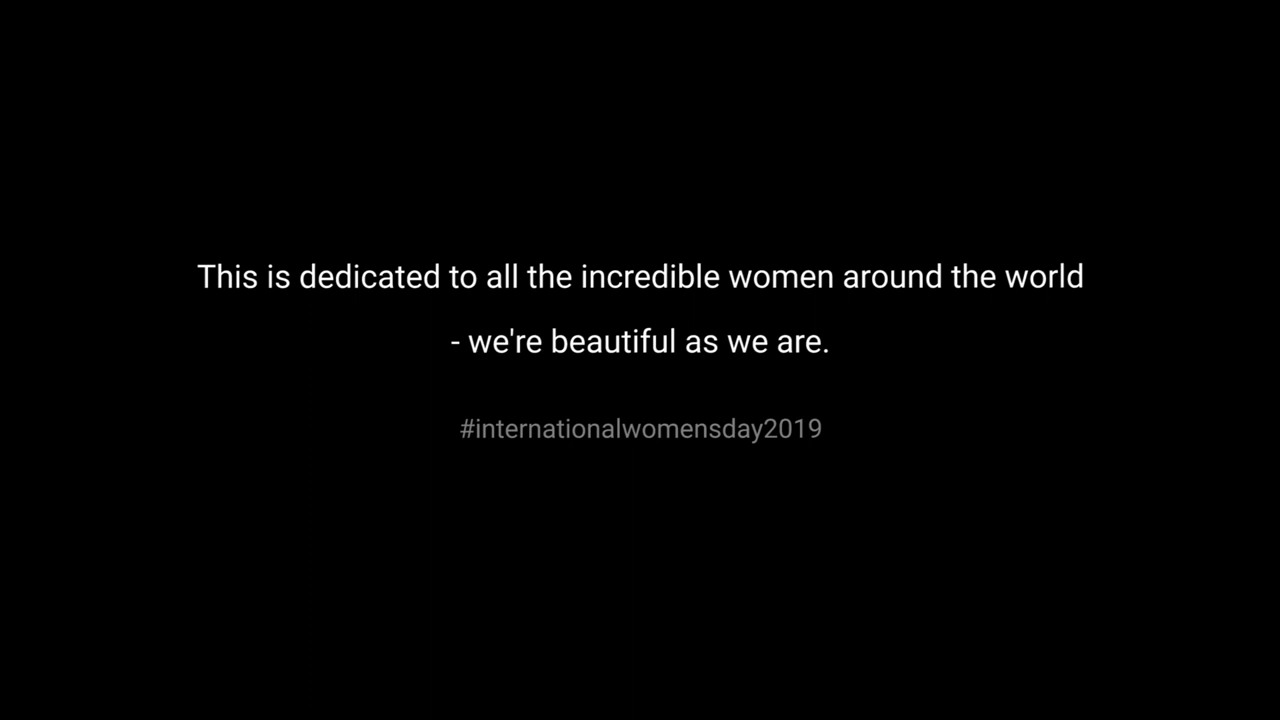 This is dedicated to all the incredible women around the world
- we're beautiful as we are.
#internationalwomensday2019